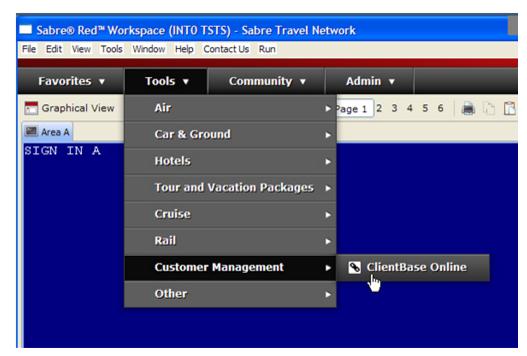 Sabre® Red™ Workspace (INT0 TSTS) - Sabre Travel Network
File Edit View Tools Window Help Contact Us Run
Favorites ▾ Tools ▾ Community ▾ Admin ▾
Graphical View Page 1 2 3 4 5 6
Area A
SIGN IN A
Air
Car & Ground
Hotels
Tour and Vacation Packages
Cruise
Rail
Customer Management
ClientBase Online
Other